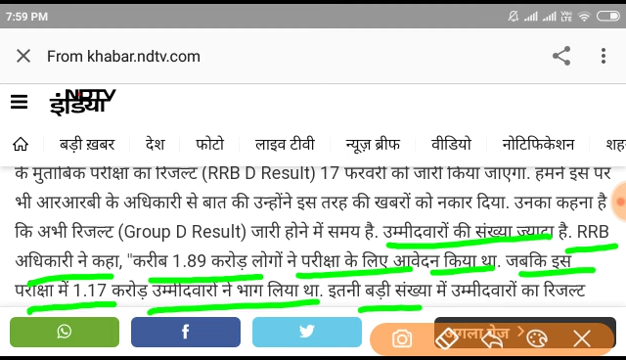 7:59 PM
From khabar.ndtv.com
NDTV
इंडिया
बड़ी ख़बर देश फोटो लाइव टीवी न्यूज़ ब्रीफ वीडियो नोटिफिकेशन शह
के मुताबिक परीक्षा का रिजल्ट (RRB D Result) 17 फरवरी को जारी किया जाएगा. हमने इस पर
भी आरआरबी के अधिकारी से बात की उन्होंने इस तरह की खबरों को नकार दिया. उनका कहना है
कि अभी रिजल्ट (Group D Result) जारी होने में समय है. उम्मीदवारों की संख्या ज्यादा है. RRB
अधिकारी ने कहा, "करीब 1.89 करोड़ लोगों ने परीक्षा के लिए आवेदन किया था. जबकि इस
परीक्षा में 1.17 करोड़ उम्मीदवारों ने भाग लिया था. इतनी बड़ी संख्या में उम्मीदवारों का रिजल्ट